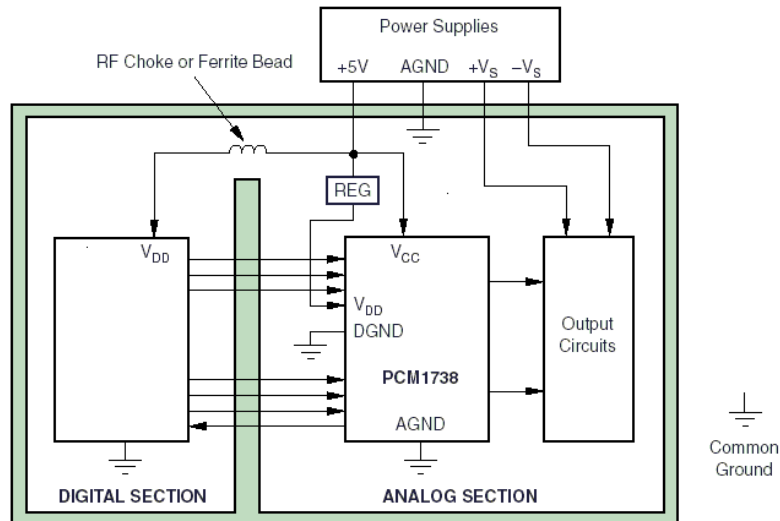 Power Supplies
+5V AGND +VS –VS
RF Choke or Ferrite Bead
REG
VDD
VCC
VDD
DGND
PCM1738
AGND
Output
Circuits
Common
Ground
DIGITAL SECTION
ANALOG SECTION